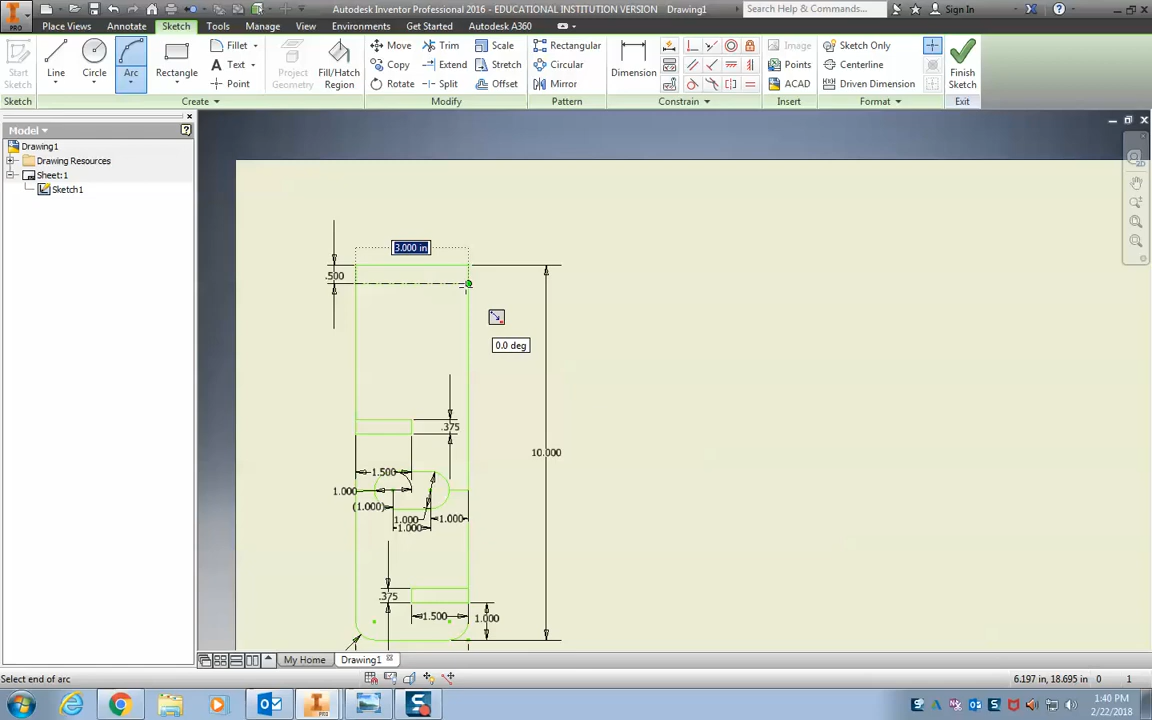 Autodesk Inventor Professional 2016 - EDUCATIONAL INSTITUTION VERSION Drawing1
Search Help & Commands...
Sign In
PRO
Place Views Annotate Sketch Tools Manage View Environments Get Started Autodesk A360
Start Sketch
Line
Circle
Arc
Rectangle
Fillet
Text
Point
Project Geometry
Fill/Hatch Region
Move
Copy
Rotate
Trim
Extend
Split
Scale
Stretch
Offset
Rectangular
Circular
Mirror
Dimension
Image
Points
ACAD
Sketch Only
Centerline
Driven Dimension
Finish Sketch
Sketch Create Modify Pattern Constrain Insert Format Exit
Model
Drawing1
Drawing Resources
Sheet:1
Sketch1
2D
3.000 in
.500
0.0 deg
.375
10.000
1.500
1.000
(1.000)
1.000
1.000
1.000
.375
1.500
1.000
My Home
Drawing1
Select end of arc
6.197 in, 18.695 in 0 1
1:40 PM
2/22/2018